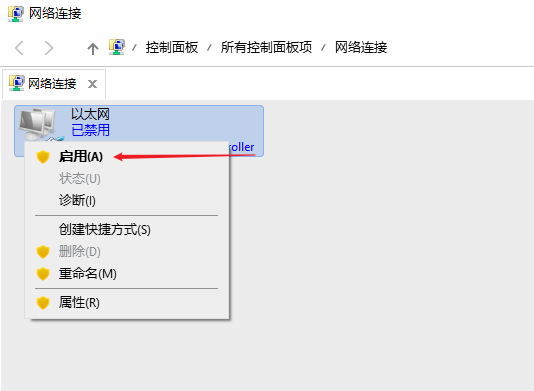 网络连接
控制面板 / 所有控制面板项 / 网络连接
网络连接
以太网
已禁用
roller
启用(A)
状态(U)
诊断(I)
创建快捷方式(S)
删除(D)
重命名(M)
属性(R)